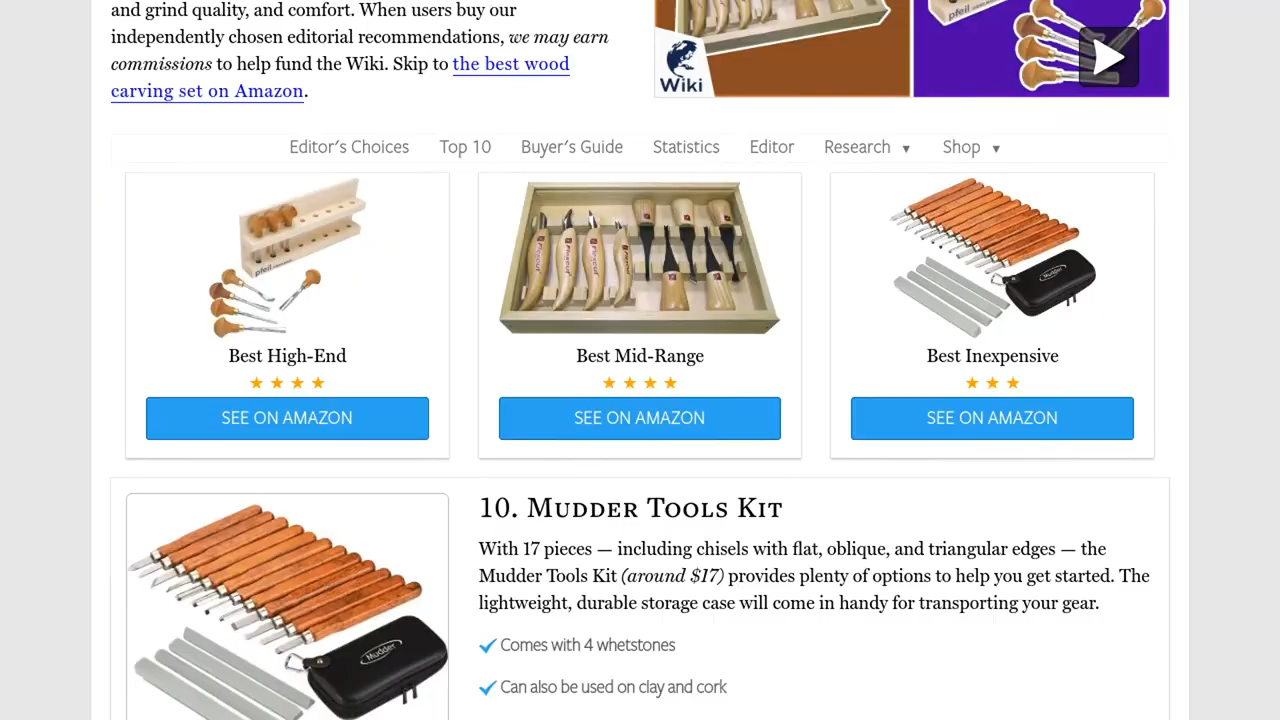 and grind quality, and comfort. When users buy our
independently chosen editorial recommendations, we may earn
commissions to help fund the Wiki. Skip to the best wood
carving set on Amazon.
pfeil
Wiki
Editor's Choices Top 10 Buyer's Guide Statistics Editor Research ▼ Shop ▼
pfeil
Flexcut
Flexcut
Flexcut
Mudder
Best High-End
Best Mid-Range
Best Inexpensive
SEE ON AMAZON
SEE ON AMAZON
SEE ON AMAZON
10. Mudder Tools Kit
With 17 pieces — including chisels with flat, oblique, and triangular edges — the
Mudder Tools Kit (around $17) provides plenty of options to help you get started. The
lightweight, durable storage case will come in handy for transporting your gear.
Comes with 4 whetstones
Can also be used on clay and cork
Mudder